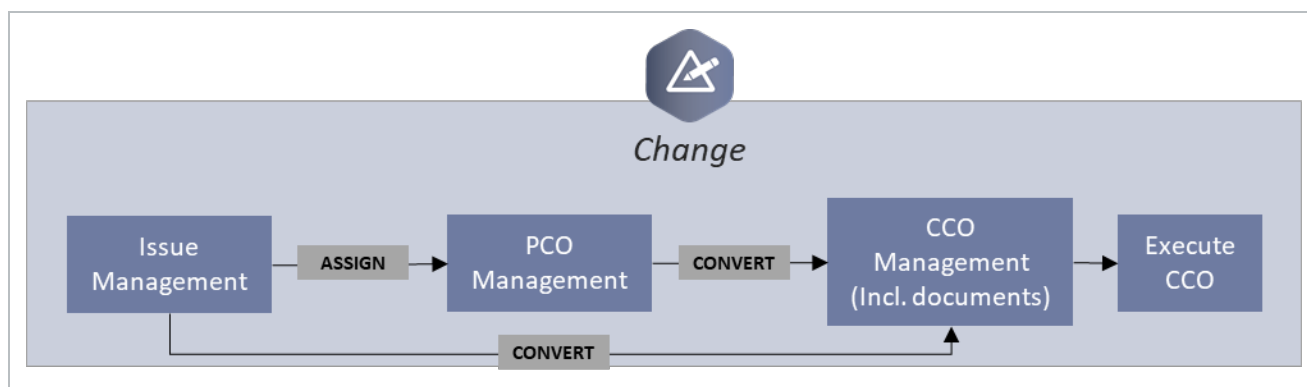 Change
Issue
Management
ASSIGN
PCO
Management
CONVERT
CCO
Management
(Incl. documents)
Execute
CCO
CONVERT